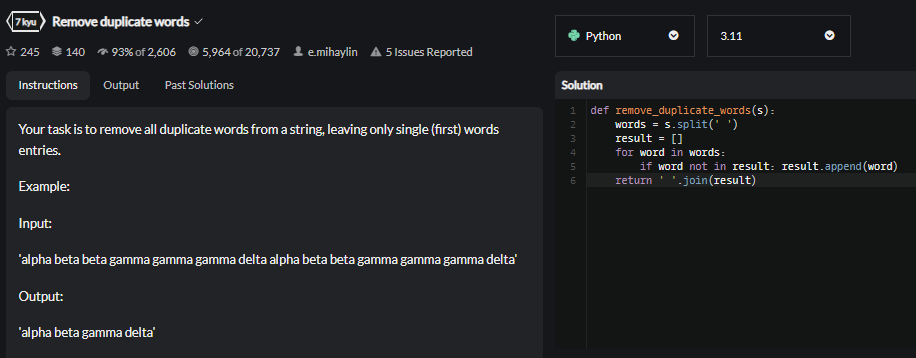 7 kyu Remove duplicate words
245 140 93% of 2,606 5,964 of 20,737 e.mihaylin 5 Issues Reported
Instructions Output Past Solutions
Your task is to remove all duplicate words from a string, leaving only single (first) words
entries.
Example:
Input:
'alpha beta beta gamma gamma gamma delta alpha beta beta gamma gamma gamma delta'
Output:
'alpha beta gamma delta'
Python 3.11
Solution
1 def remove_duplicate_words(s):
2 words = s.split(' ')
3 result = []
4 for word in words:
5 if word not in result: result.append(word)
6 return ' '.join(result)